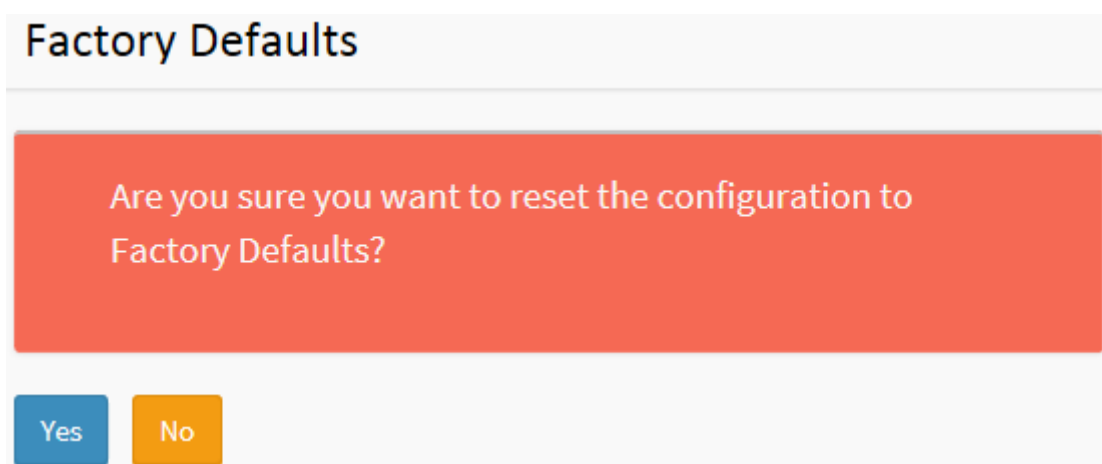 Factory Defaults
Are you sure you want to reset the configuration to
Factory Defaults?
Yes No